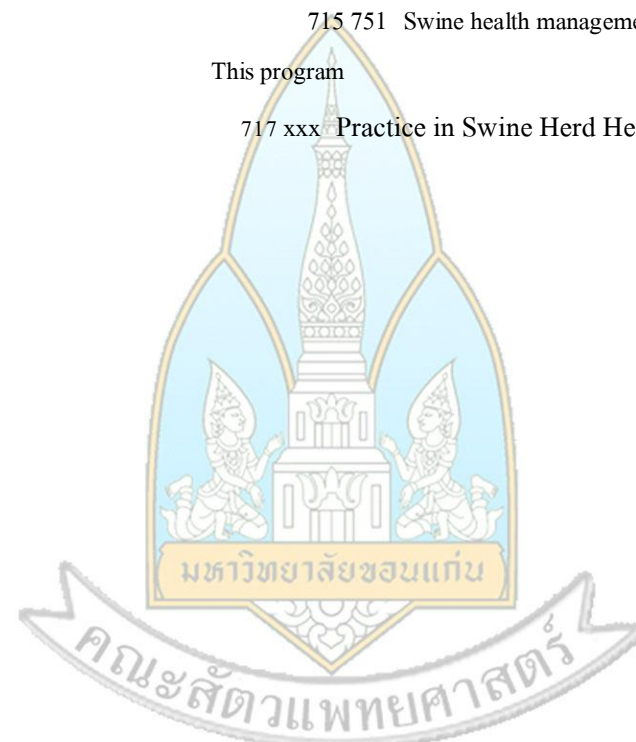 715 751 Swine health manageme
This program
717 xxx Practice in Swine Herd He
มหาวิทยาลัยขอนแก่น
คณะสัตวแพทยศาสตร์